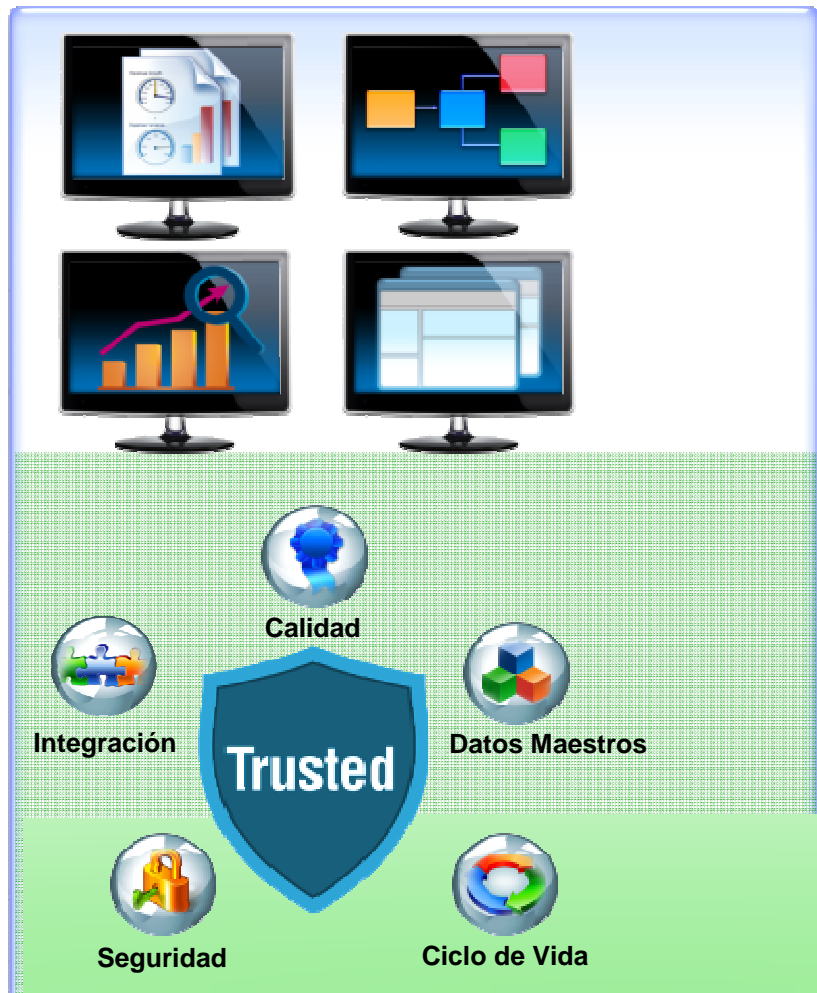 Calidad
Integración
Trusted
Datos Maestros
Seguridad
Ciclo de Vida